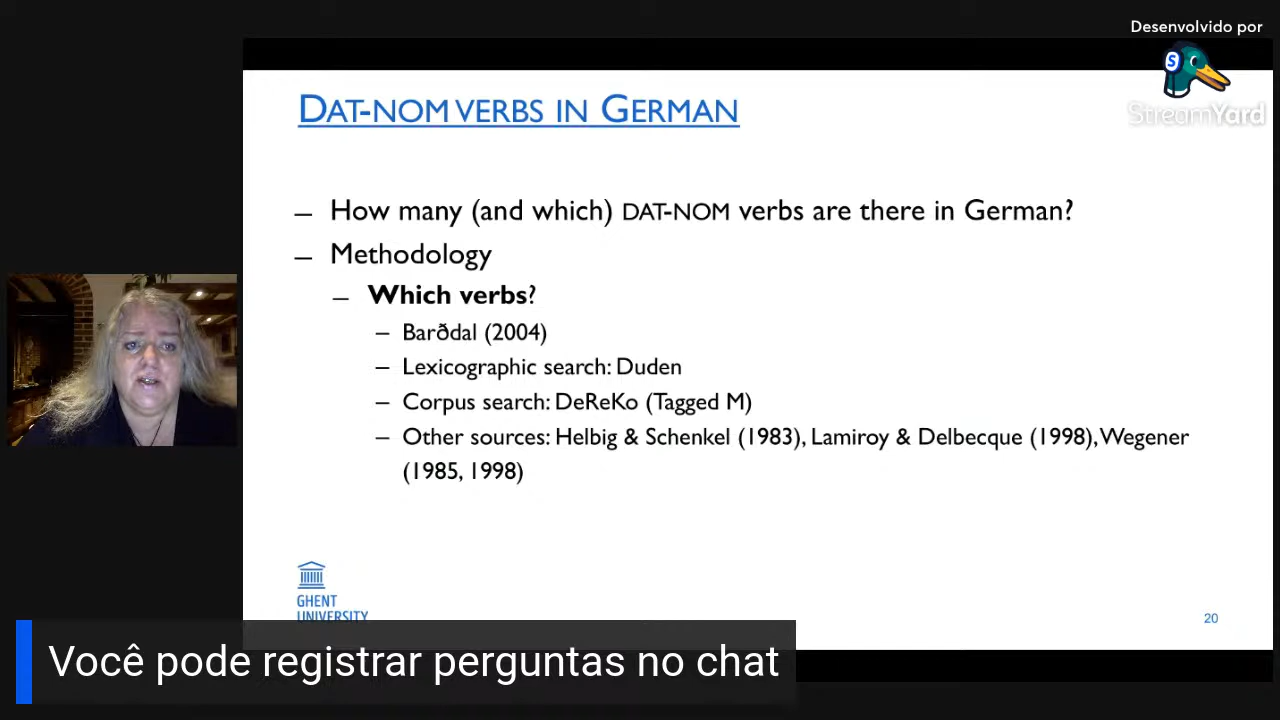 Desenvolvido por
StreamYard
DAT-NOM VERBS IN GERMAN
– How many (and which) DAT-NOM verbs are there in German?
– Methodology
– Which verbs?
– Barðdal (2004)
– Lexicographic search: Duden
– Corpus search: DeReKo (Tagged M)
– Other sources: Helbig & Schenkel (1983), Lamiroy & Delbecque (1998), Wegener
(1985, 1998)
GHENT
UNIVERSITY
20
Você pode registrar perguntas no chat